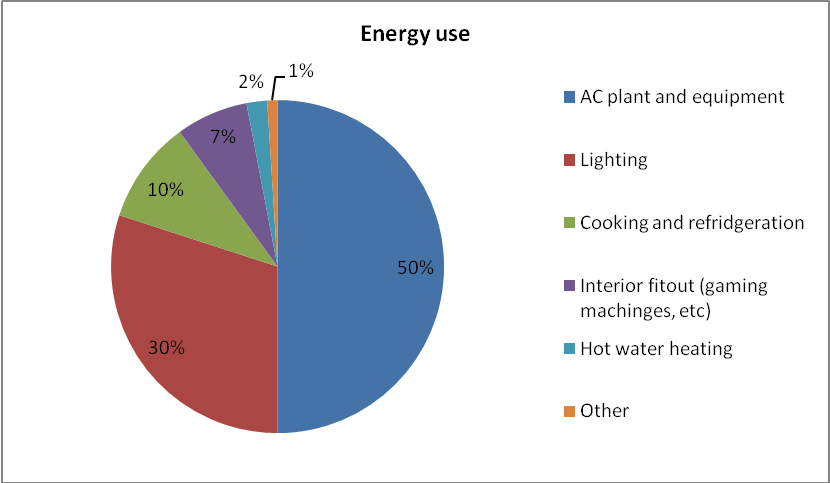 Energy use
1%
2%
7%
10%
50%
30%
AC plant and equipment
Lighting
Cooking and refridgeration
Interior fitout (gaming
machinges, etc)
Hot water heating
Other